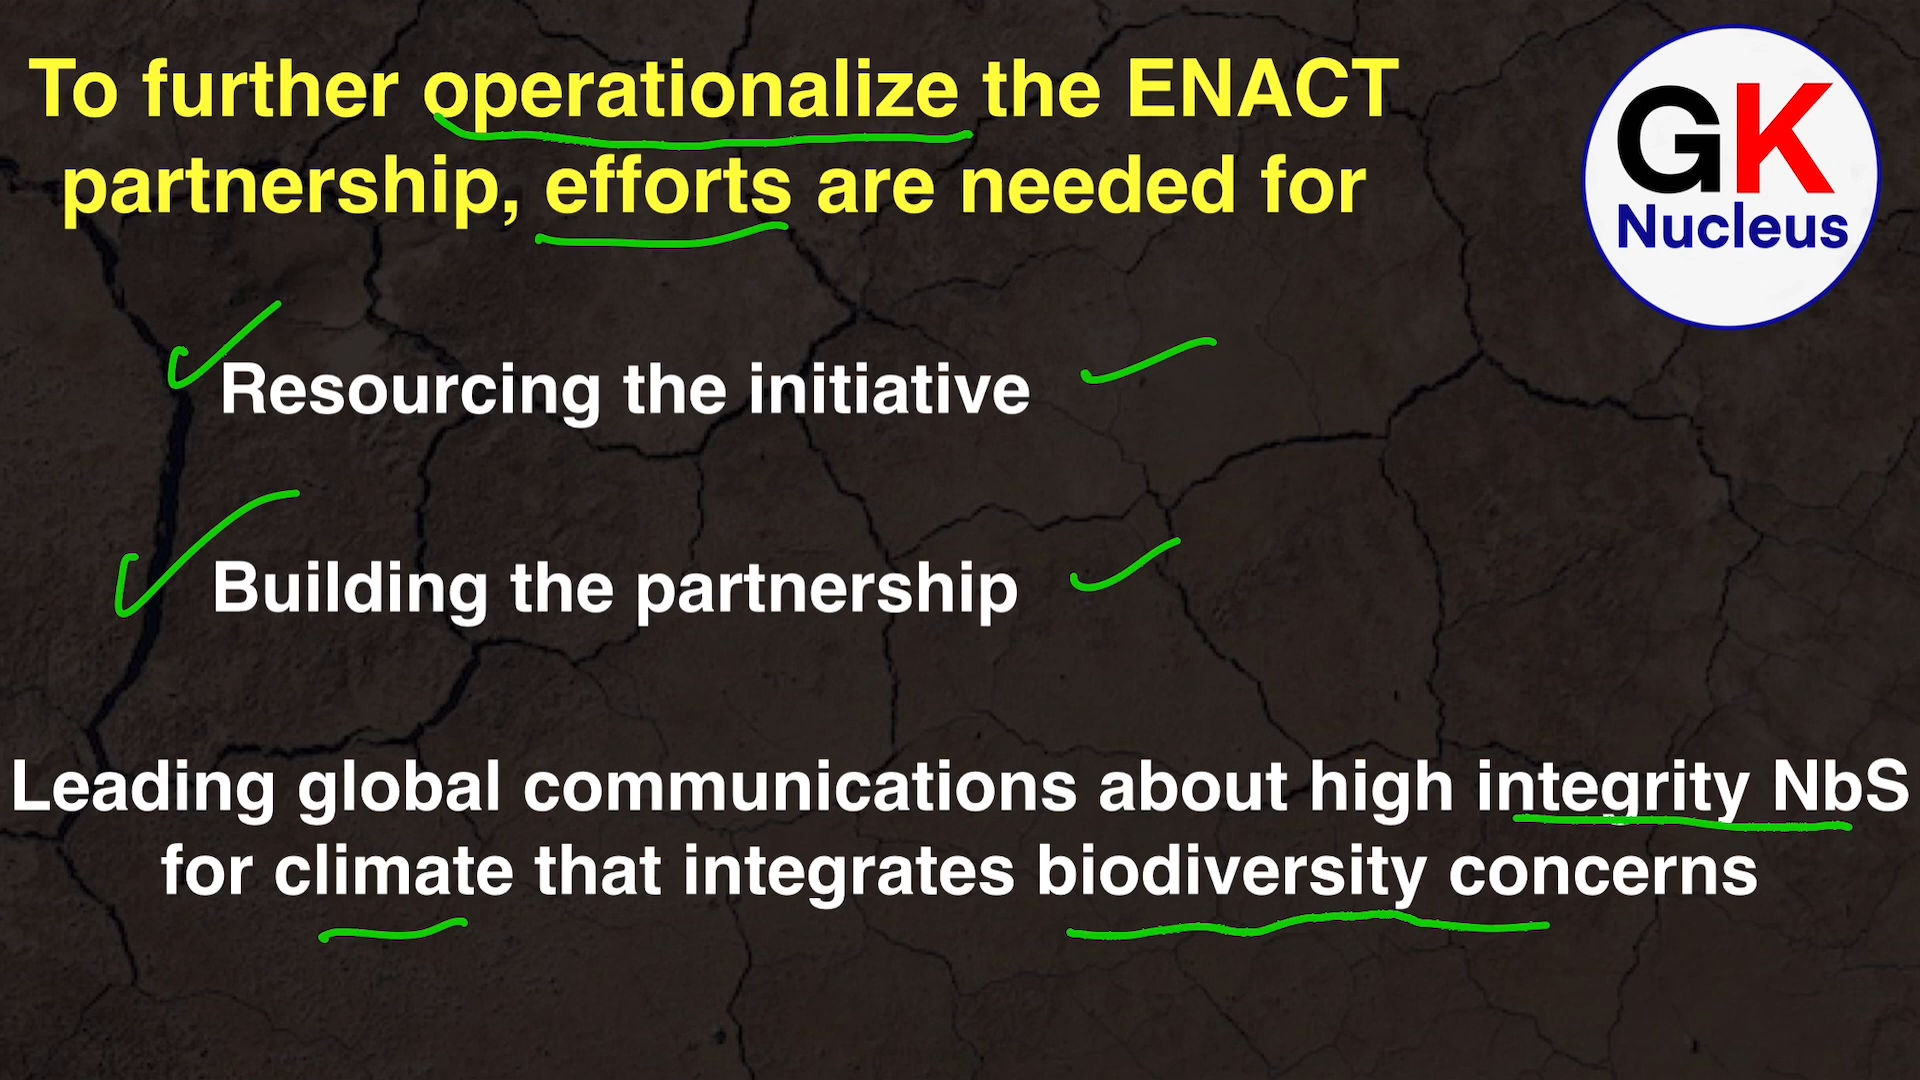 To further operationalize the ENACT
partnership, efforts are needed for
GK
Nucleus
Resourcing the initiative
Building the partnership
Leading global communications about high integrity NbS
for climate that integrates biodiversity concerns